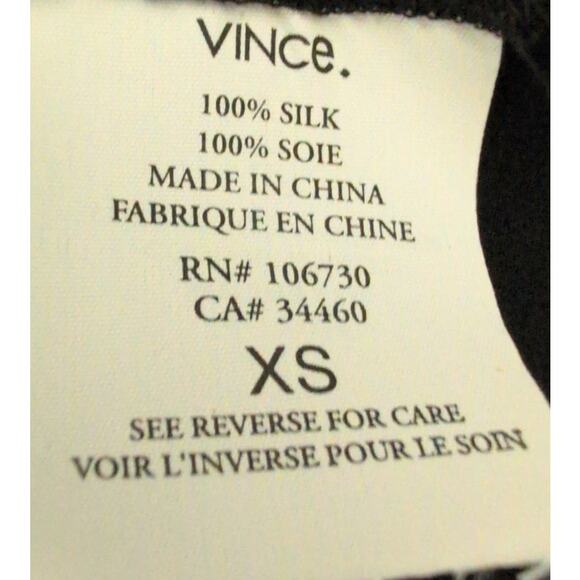 VINce.
100% SILK
100% SOIE
MADE IN CHINA
FABRIQUE EN CHINE
RN# 106730
CA# 34460
XS
SEE REVERSE FOR CARE
VOIR L'INVERSE POUR LE SOIN